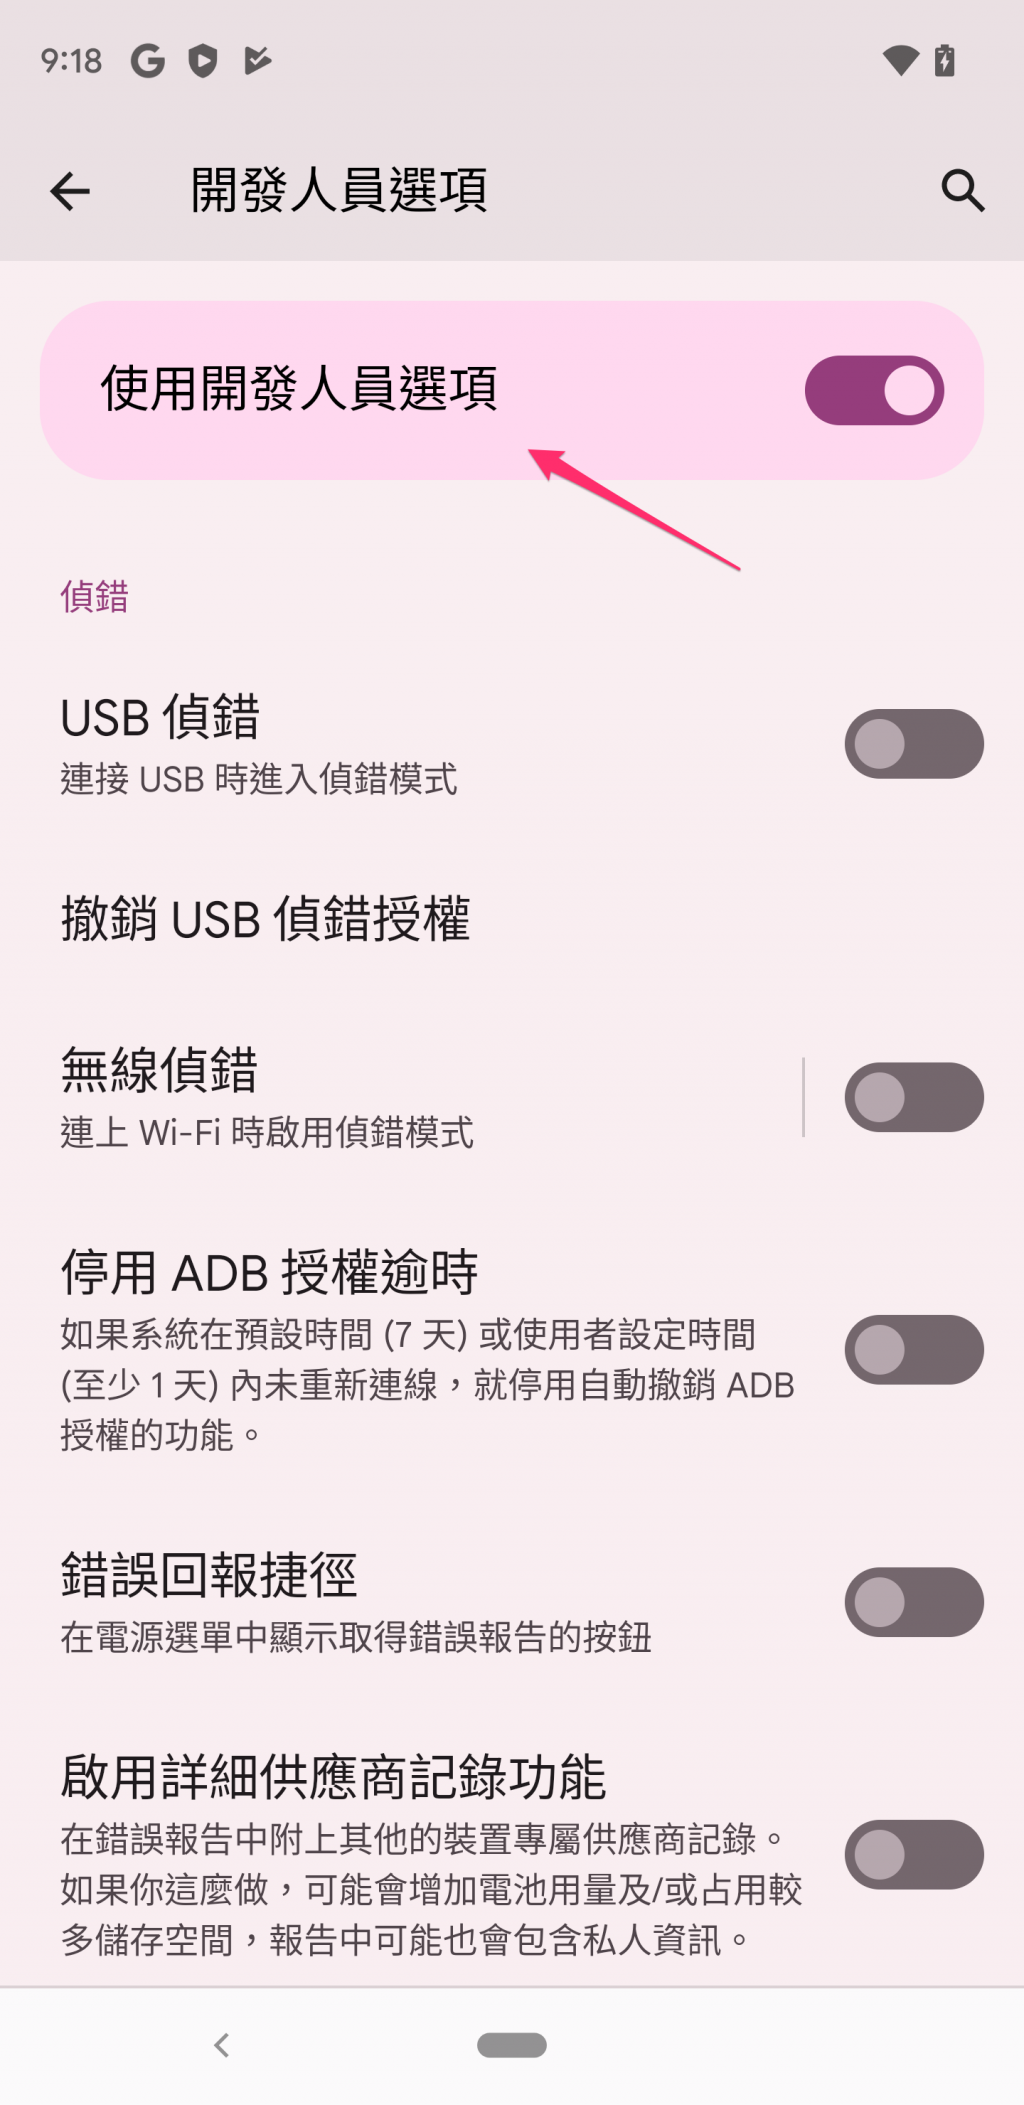 9:18
開發人員選項
使用開發人員選項
偵錯
USB 偵錯
連接 USB 時進入偵錯模式
撤銷 USB 偵錯授權
無線偵錯
連上 Wi-Fi 時啟用偵錯模式
停用 ADB 授權逾時
如果系統在預設時間 (7 天) 或使用者設定時間
(至少 1 天) 內未重新連線，就停用自動撤銷 ADB
授權的功能。
錯誤回報捷徑
在電源選單中顯示取得錯誤報告的按鈕
啟用詳細供應商記錄功能
在錯誤報告中附上其他的裝置專屬供應商記錄。
如果你這麼做，可能會增加電池用量及/或占用較
多儲存空間，報告中可能也會包含私人資訊。